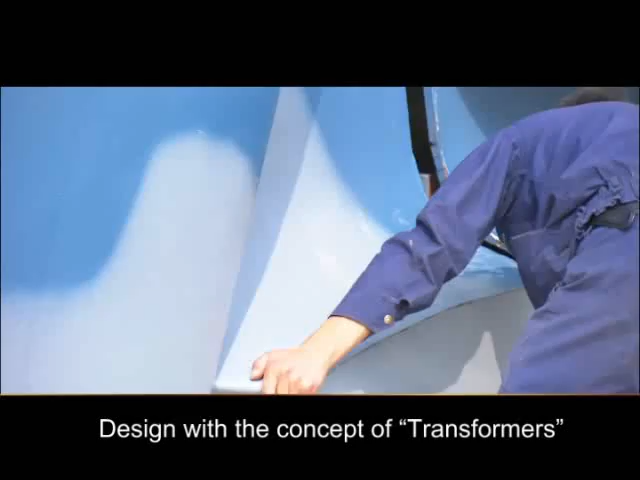 Design with the concept of “Transformers”